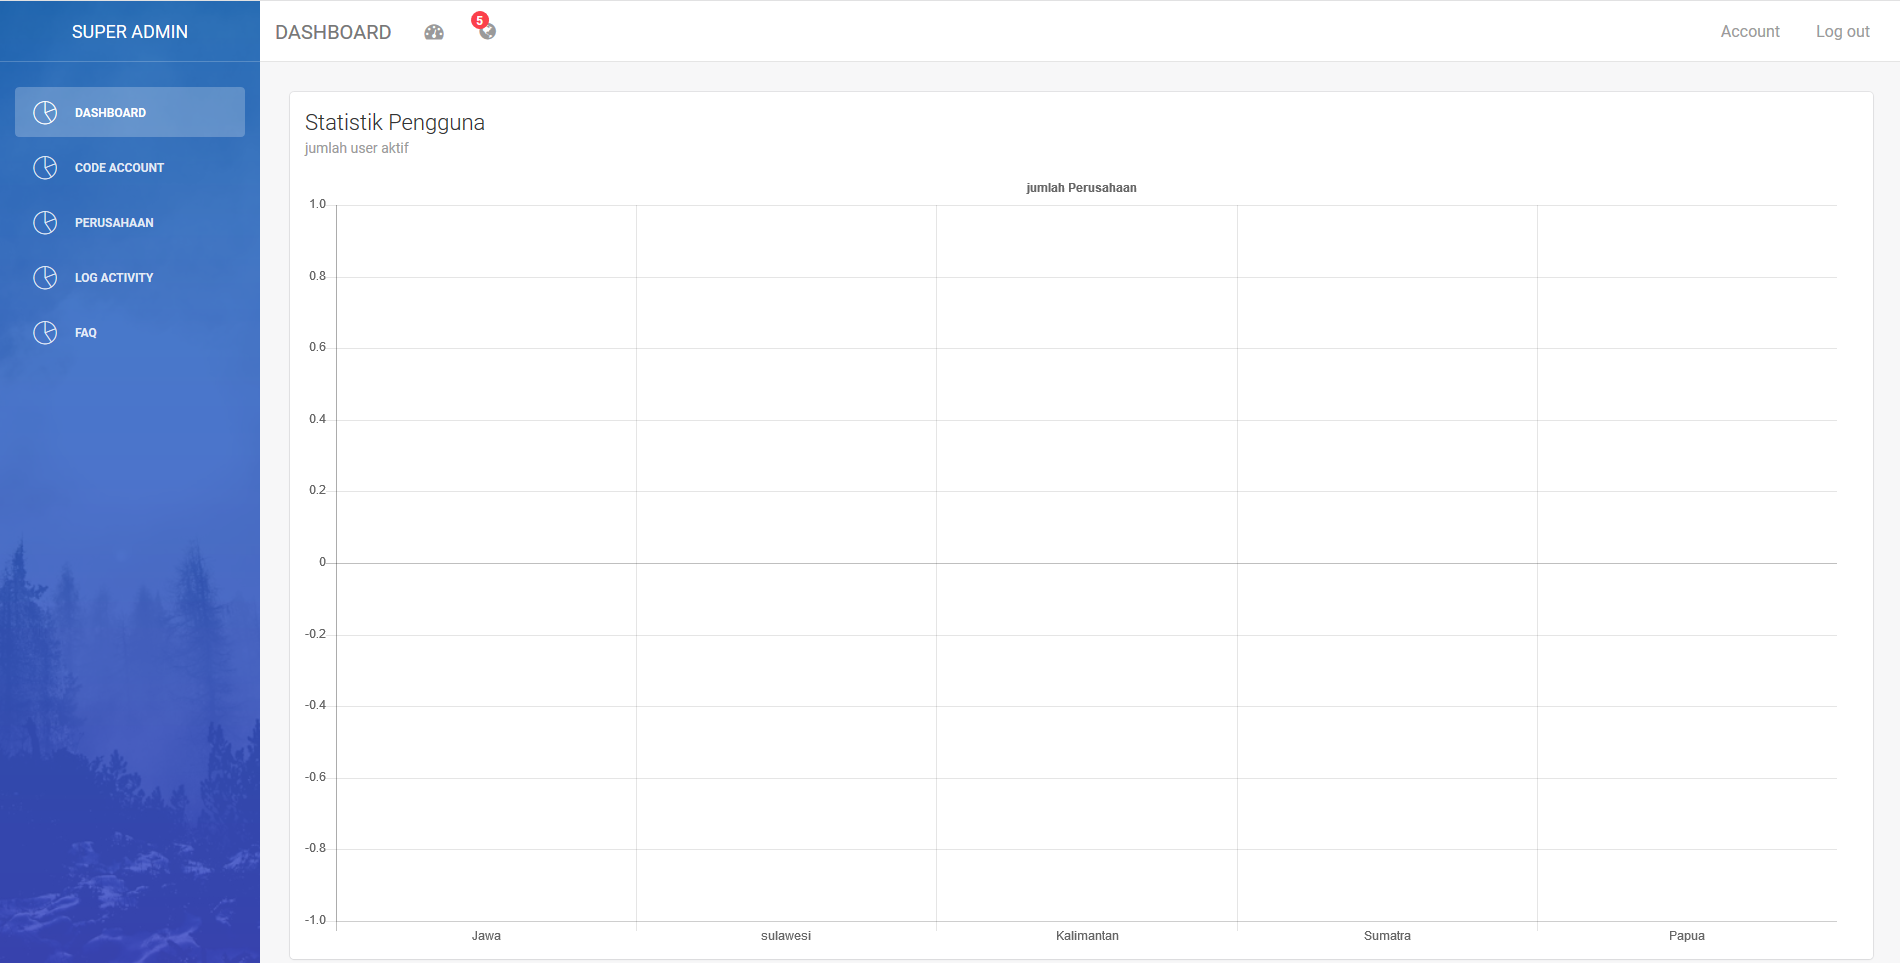 SUPER ADMIN
DASHBOARD
CODE ACCOUNT
PERUSAHAAN
LOG ACTIVITY
FAQ
DASHBOARD 5 Account Log out
Statistik Pengguna
jumlah user aktif
jumlah Perusahaan
1.0
0.8
0.6
0.4
0.2
0
-0.2
-0.4
-0.6
-0.8
-1.0
Jawa sulawesi Kalimantan Sumatra Papua